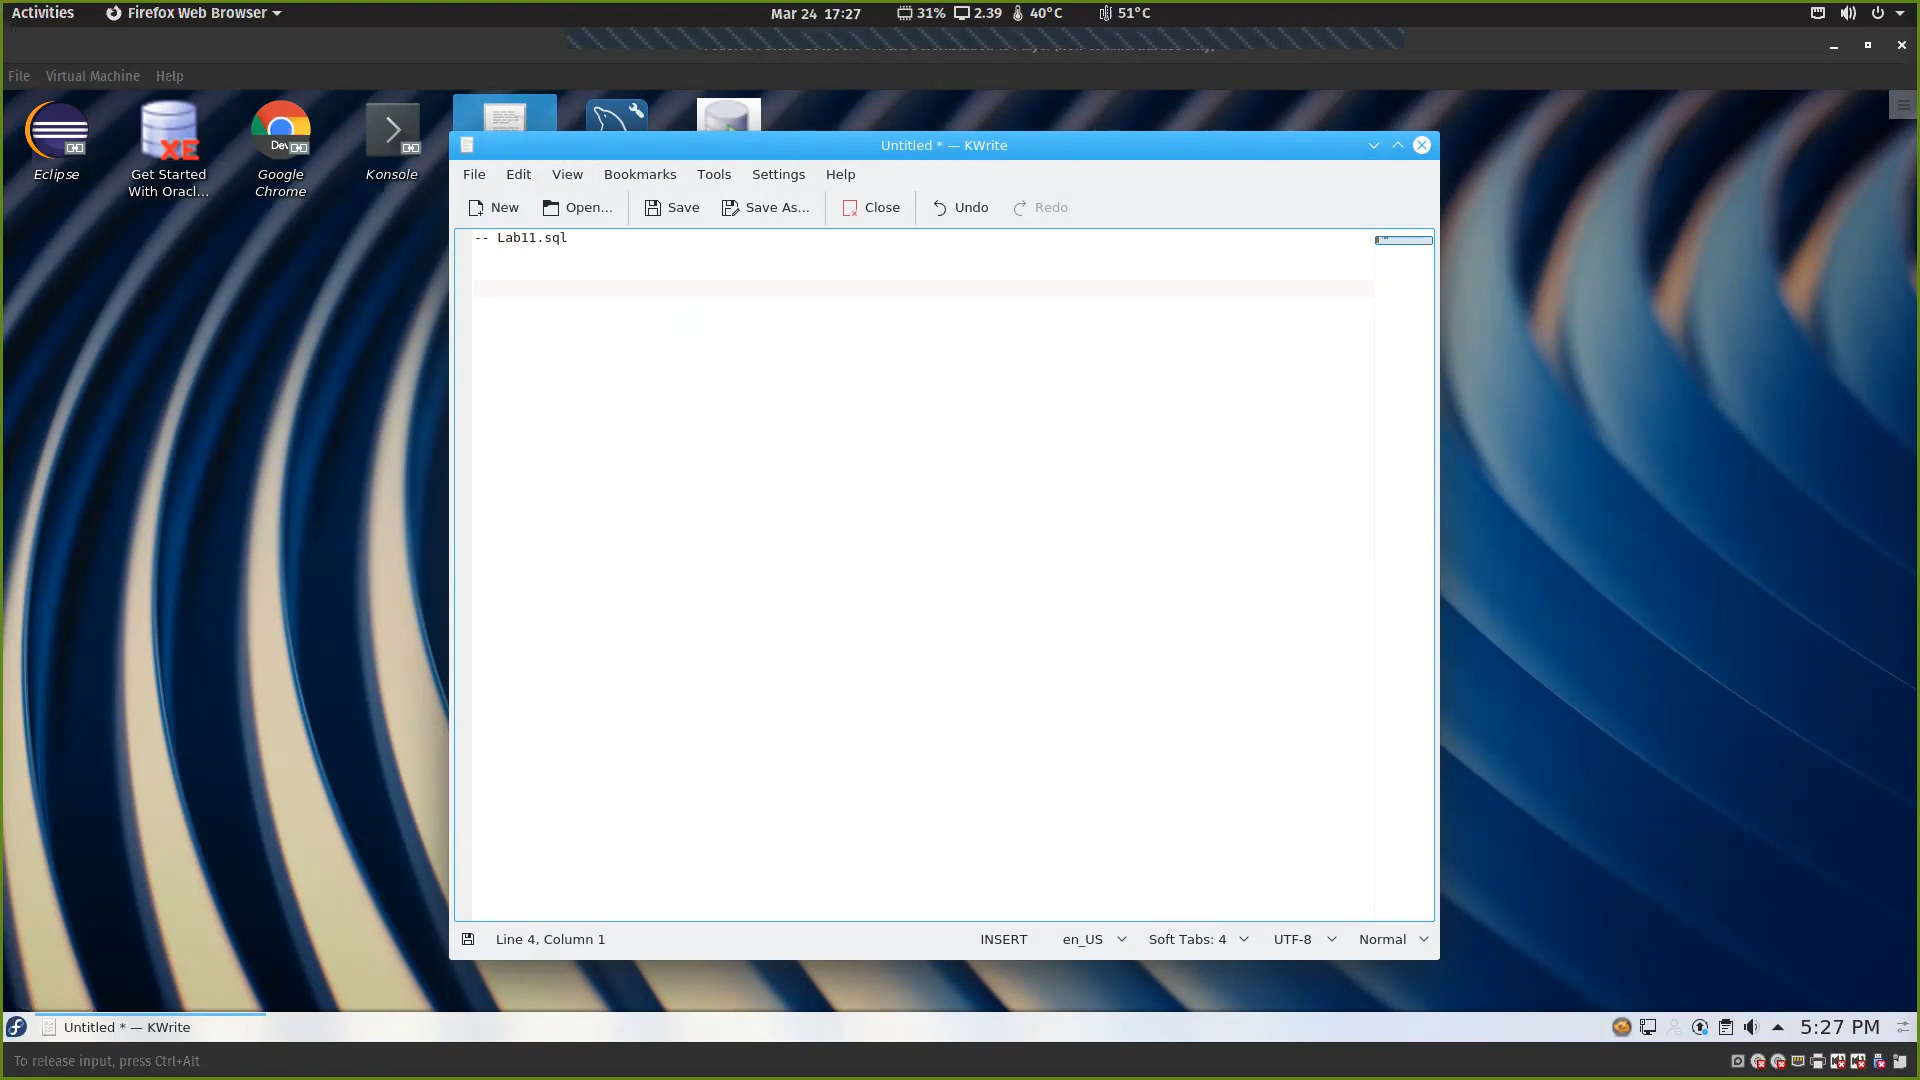 Activities
Firefox Web Browser
Mar 24 17:27
31%
2.39
40°C
51°C
File
Virtual Machine
Help
Eclipse
XE
Get Started
With Oracl...
Dev
Google
Chrome
Konsole
Untitled * — KWrite
File
Edit
View
Bookmarks
Tools
Settings
Help
New
Open...
Save
Save As...
Close
Undo
Redo
-- Lab11.sql
Line 4, Column 1
INSERT
en_US
Soft Tabs: 4
UTF-8
Normal
Untitled * — KWrite
5:27 PM
To release input, press Ctrl+Alt